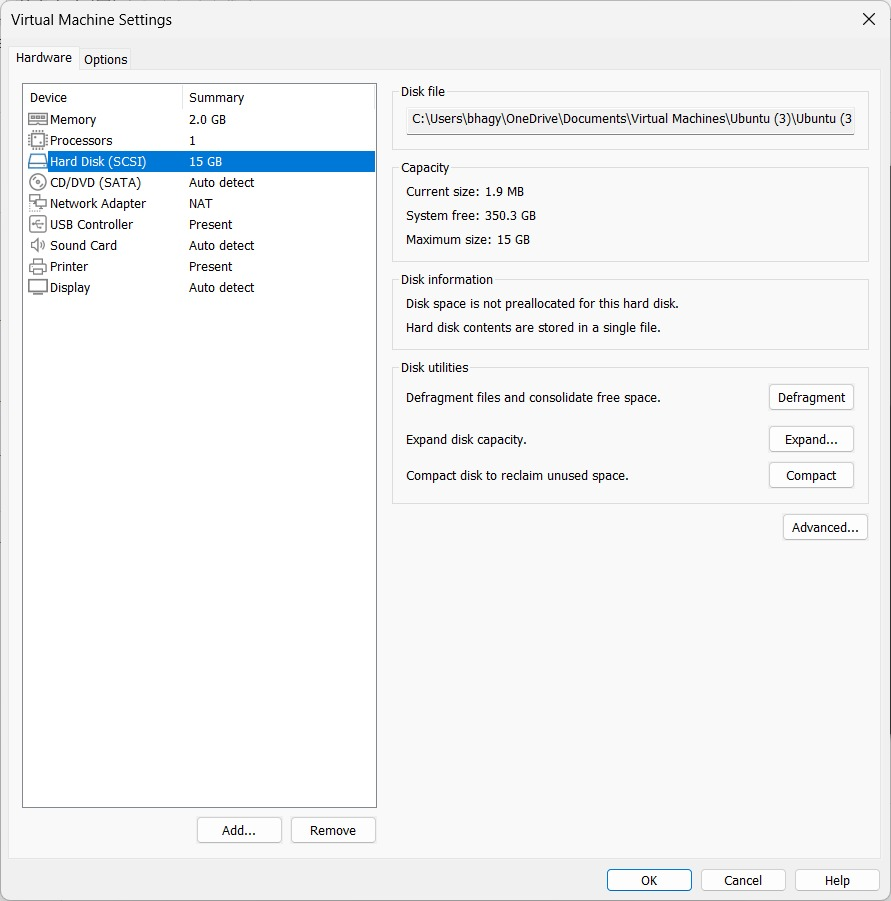 Virtual Machine Settings
Hardware Options
Device Summary
Memory 2.0 GB
Processors 1
Hard Disk (SCSI) 15 GB
CD/DVD (SATA) Auto detect
Network Adapter NAT
USB Controller Present
Sound Card Auto detect
Printer Present
Display Auto detect
Add... Remove
Disk file
C:\Users\bhagy\OneDrive\Documents\Virtual Machines\Ubuntu (3)\Ubuntu (3
Capacity
Current size: 1.9 MB
System free: 350.3 GB
Maximum size: 15 GB
Disk information
Disk space is not preallocated for this hard disk.
Hard disk contents are stored in a single file.
Disk utilities
Defragment files and consolidate free space. Defragment
Expand disk capacity. Expand...
Compact disk to reclaim unused space. Compact
Advanced...
OK Cancel Help